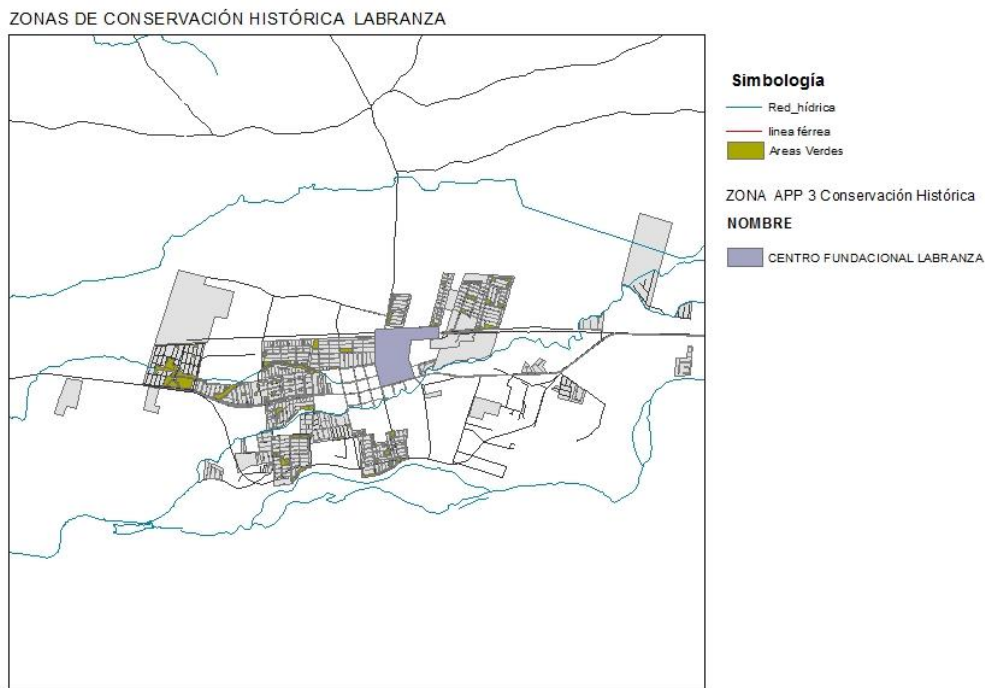 ZONAS DE CONSERVACIÓN HISTÓRICA LABRANZA
Simbología
Red_hídrica
linea férrea
Areas Verdes
ZONA APP 3 Conservación Histórica
NOMBRE
CENTRO FUNDACIONAL LABRANZA